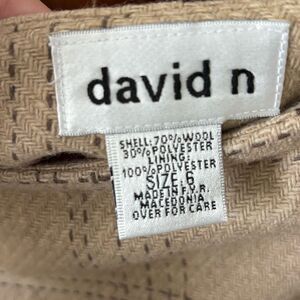 david n
SHELL: 70% WOOL
30% POLYESTER
LINING:
100% POLYESTER
SIZE: 6
MADE IN F.Y.R.
MACEDONIA
OVER FOR CARE